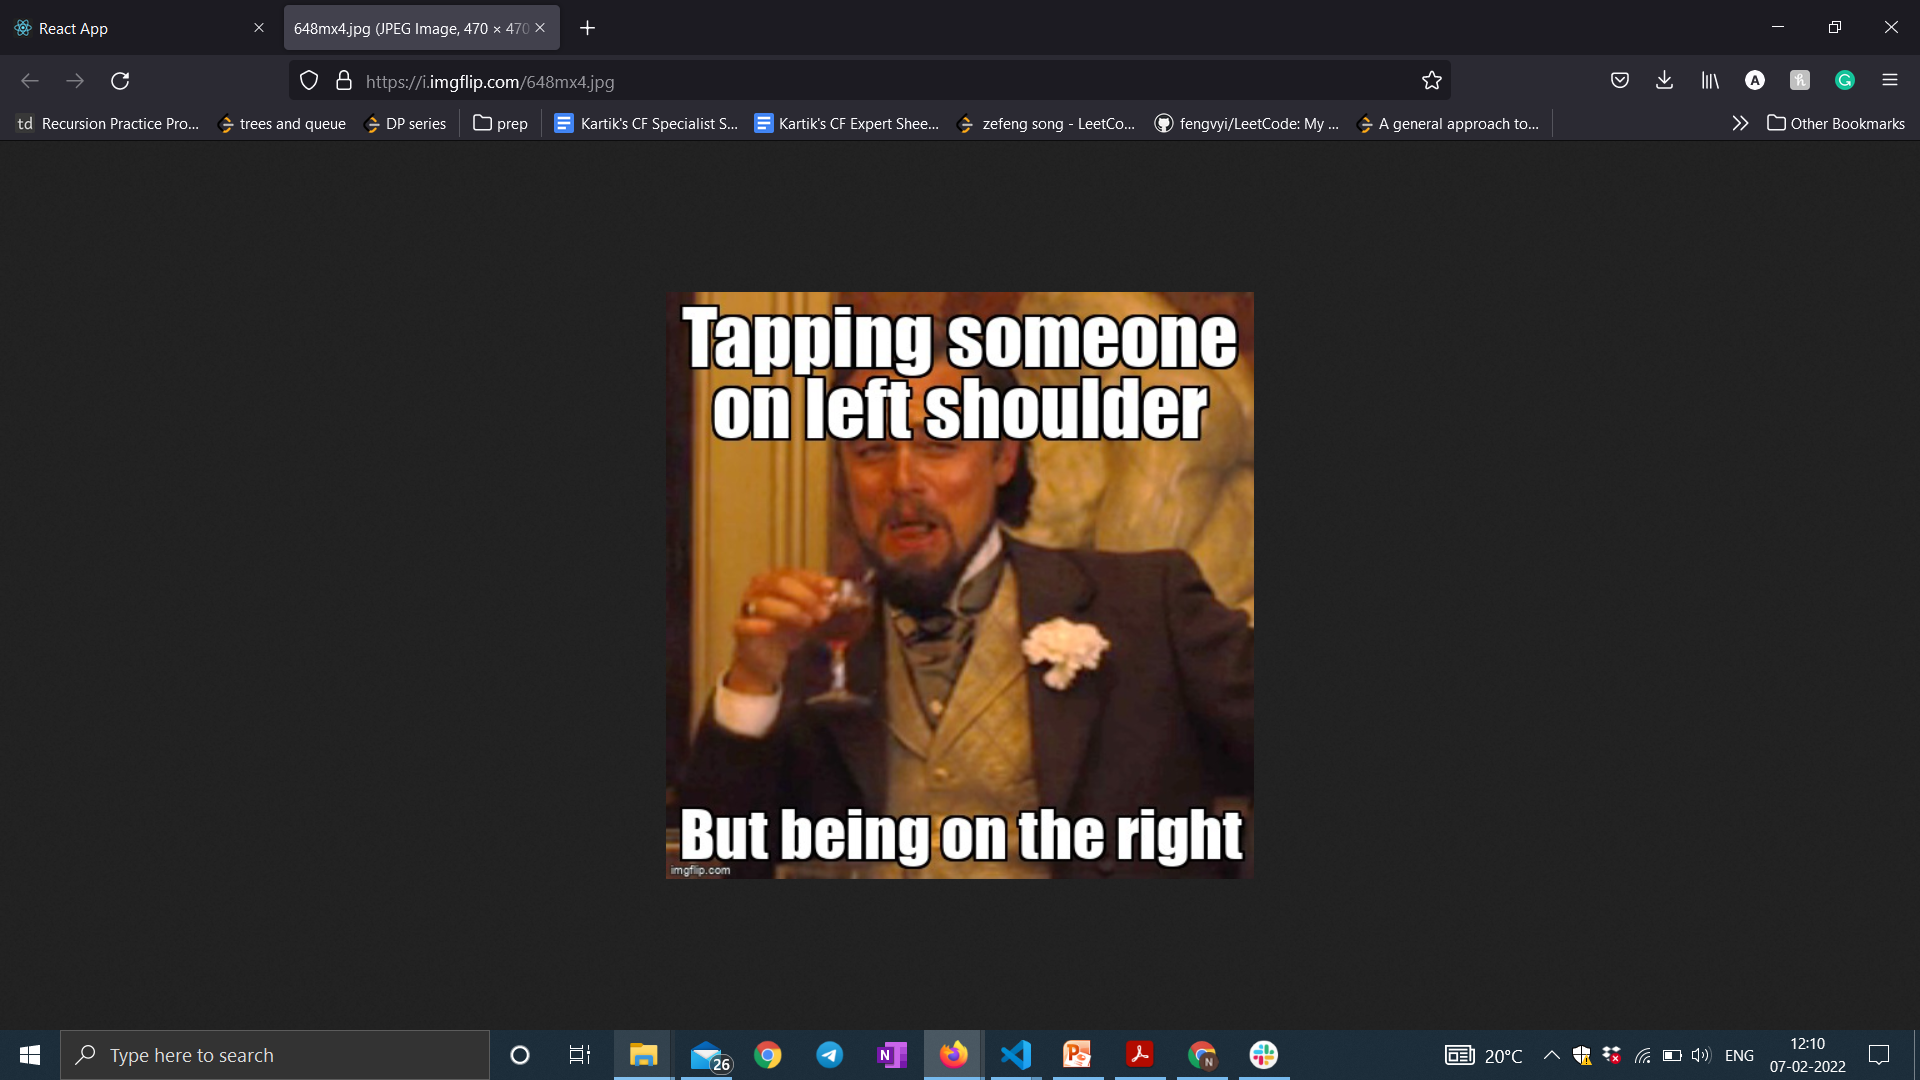 React App
648mx4.jpg (JPEG Image, 470 × 470
https://i.imgflip.com/648mx4.jpg
td Recursion Practice Pro... trees and queue DP series prep Kartik's CF Specialist S... Kartik's CF Expert Shee... zefeng song - LeetCo... fengvyi/LeetCode: My ... A general approach to... Other Bookmarks
Tapping someone
on left shoulder
But being on the right
imgflip.com
Type here to search
26
20°C
ENG
12:10
07-02-2022